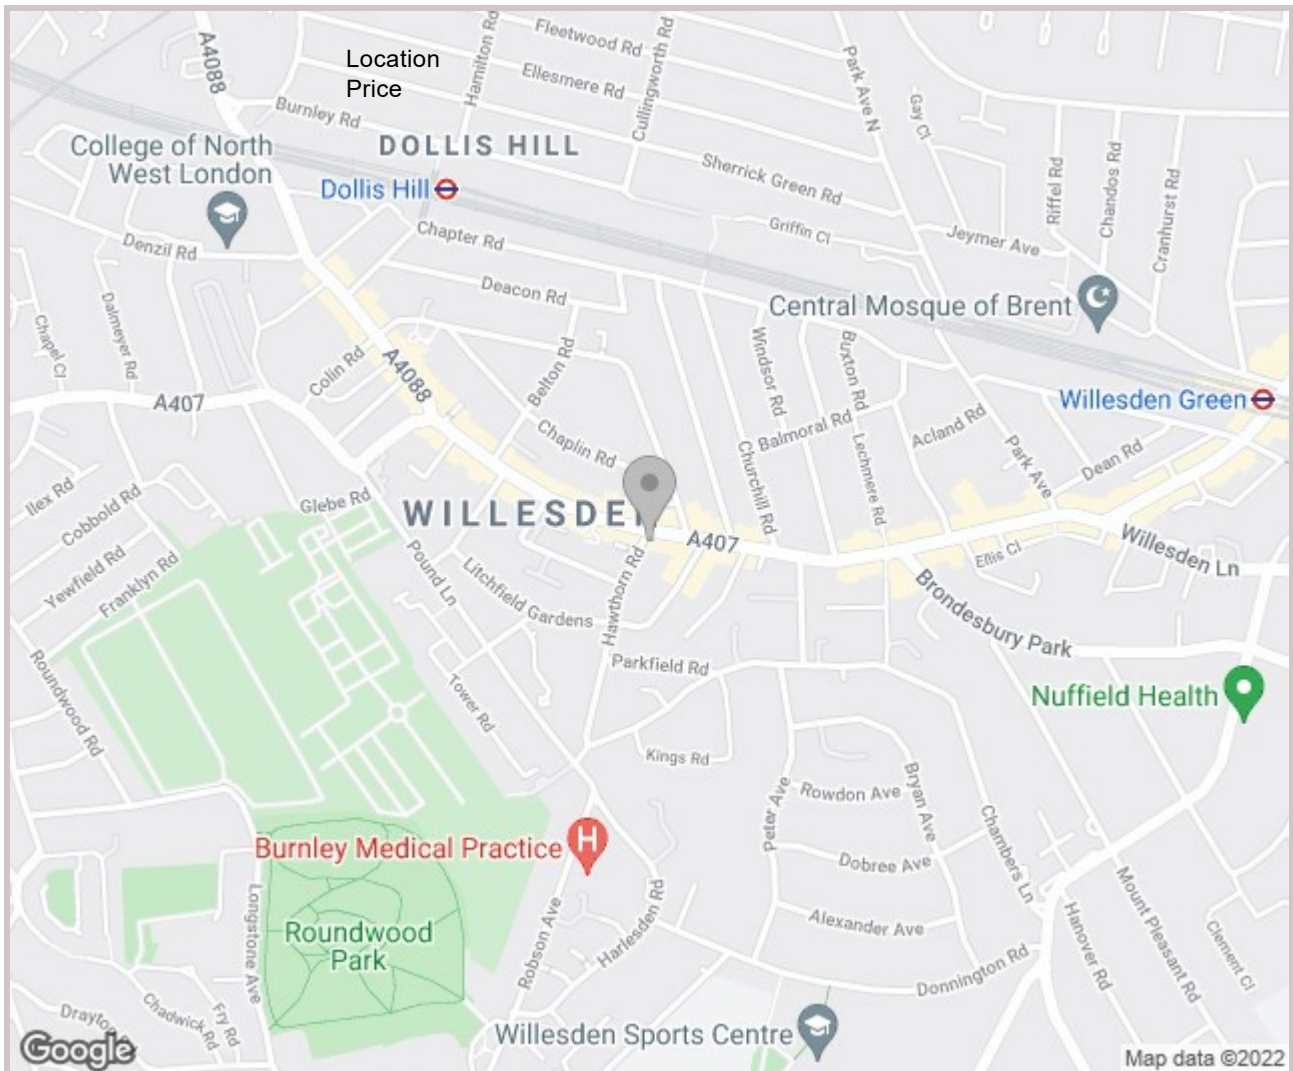 A4088
Location
Price
Hamilton Rd
Fleetwood Rd
Cullingworth Rd
Ellesmere Rd
Park Ave N
Gay Cl
Burnley Rd
College of North
West London
DOLLIS HILL
Dollis Hill
Sherrick Green Rd
Riffel Rd
Chandos Rd
Cranhurst Rd
Denzil Rd
Chapter Rd
Griffin Cl
Jeymer Ave
Deacon Rd
Central Mosque of Brent
Dalmeyer Rd
Chapel Cl
Colin Rd
A4088
Belton Rd
Windsor Rd
Buxton Rd
Willesden Green
A407
Chaplin Rd
Balmoral Rd
Acland Rd
Churchill Rd
Lechmere Rd
Park Ave
Dean Rd
Ilex Rd
Cobbold Rd
Glebe Rd
WILLESDEN
A407
Willesden Ln
Ellis Cl
Yewfield Rd
Franklyn Rd
Pound Ln
Litchfield Gardens
Hawthorn Rd
Brondesbury Park
Roundwood Rd
Parkfield Rd
Tower Rd
Nuffield Health
Kings Rd
Peter Ave
Rowdon Ave
Bryan Ave
Chambers Ln
Burnley Medical Practice
H
Dobree Ave
Mount Pleasant Rd
Longstone Ave
Roundwood
Park
Robson Ave
Harlesden Rd
Alexander Ave
Hanover Rd
Clement Cl
Donnington Rd
Chadwick Rd
Fry Rd
Willesden Sports Centre
Google
Map data ©2022